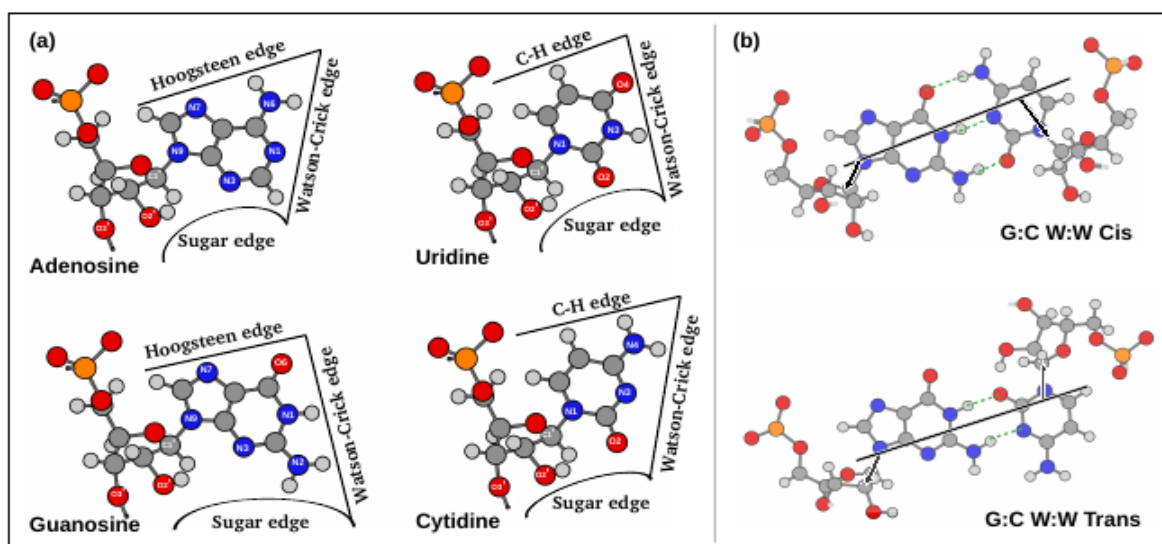 (a)
Hoogsteen edge
N7
N6
N9
N1
N3
C1'
O2'
O3'
Watson-Crick edge
Sugar edge
Adenosine
C-H edge
O4
N3
N1
O2
C1'
O2'
O3'
Watson-Crick edge
Sugar edge
Uridine
Hoogsteen edge
N7
O6
N9
N1
N3
N2
C1'
O2'
O3'
Watson-Crick edge
Sugar edge
Guanosine
C-H edge
N4
N3
N1
O2
C1'
O2'
O3'
Watson-Crick edge
Sugar edge
Cytidine
(b)
G:C W:W Cis
G:C W:W Trans